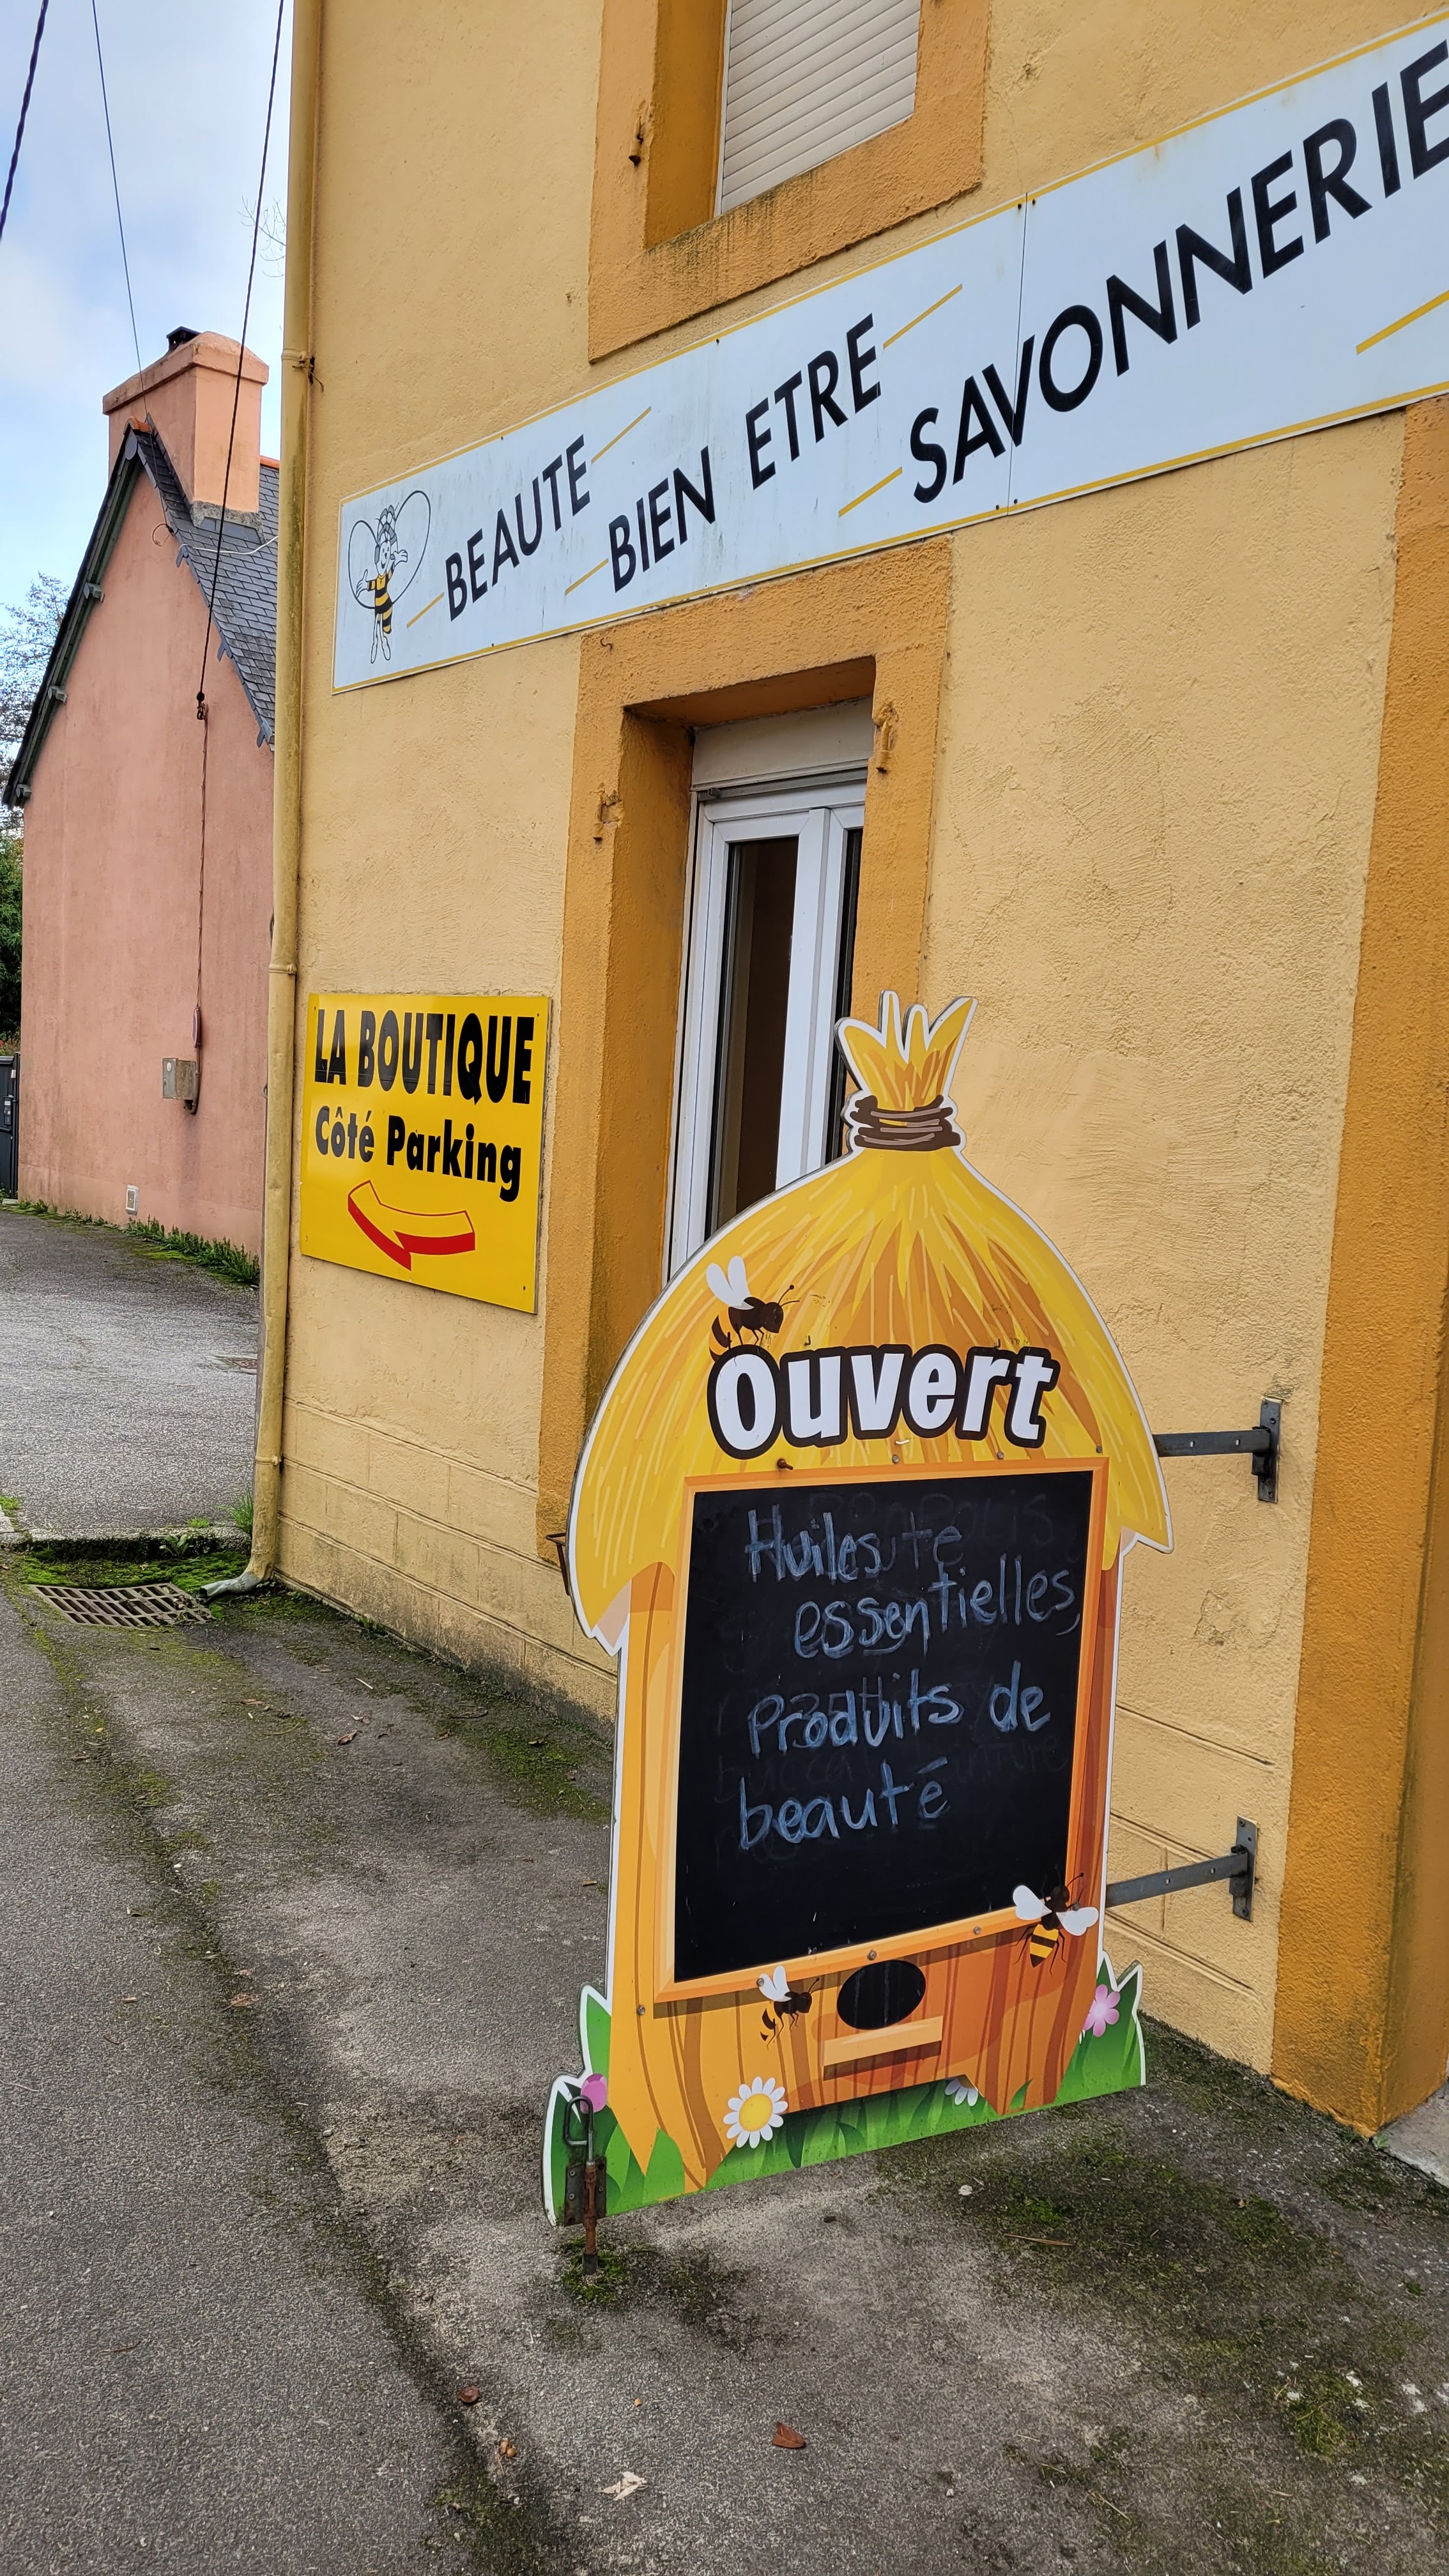 BEAUTE
BIEN ETRE
SAVONNERIE
LA BOUTIQUE
Côté Parking
Ouvert
Huiles
essentielles
Produits de
beauté